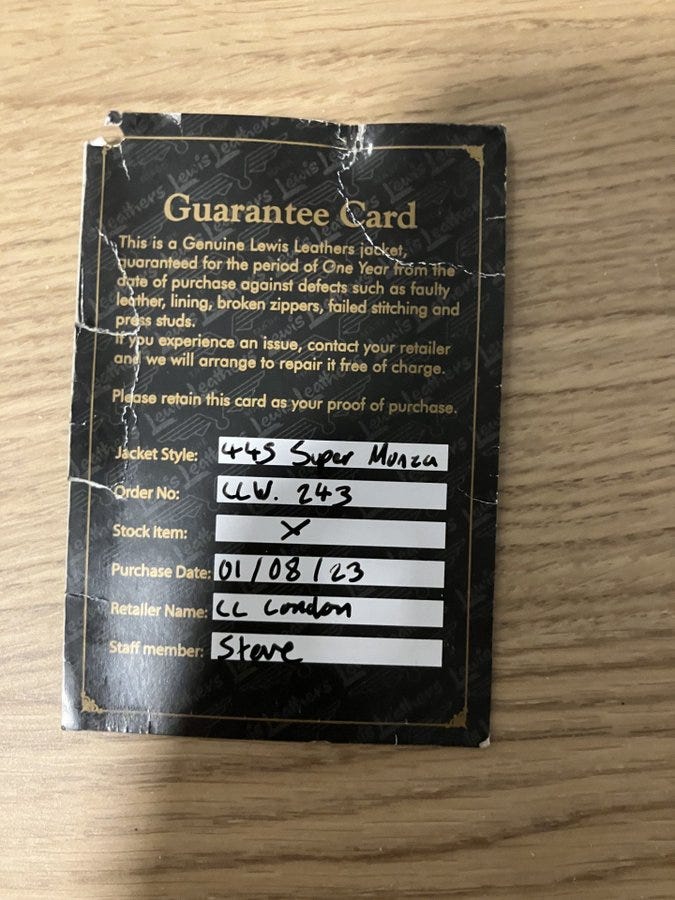 Guarantee Card
This is a Genuine Lewis Leathers jacket,
guaranteed for the period of One Year from the
date of purchase against defects such as faulty
leather, lining, broken zippers, failed stitching and
press studs.
If you experience an issue, contact your retailer
and we will arrange to repair it free of charge.
Please retain this card as your proof of purchase.
Jacket Style: 445 Super Monza
Order No: LLW. 243
Stock Item: X
Purchase Date: 01/08/23
Retailer Name: LL London
Staff member: Steve